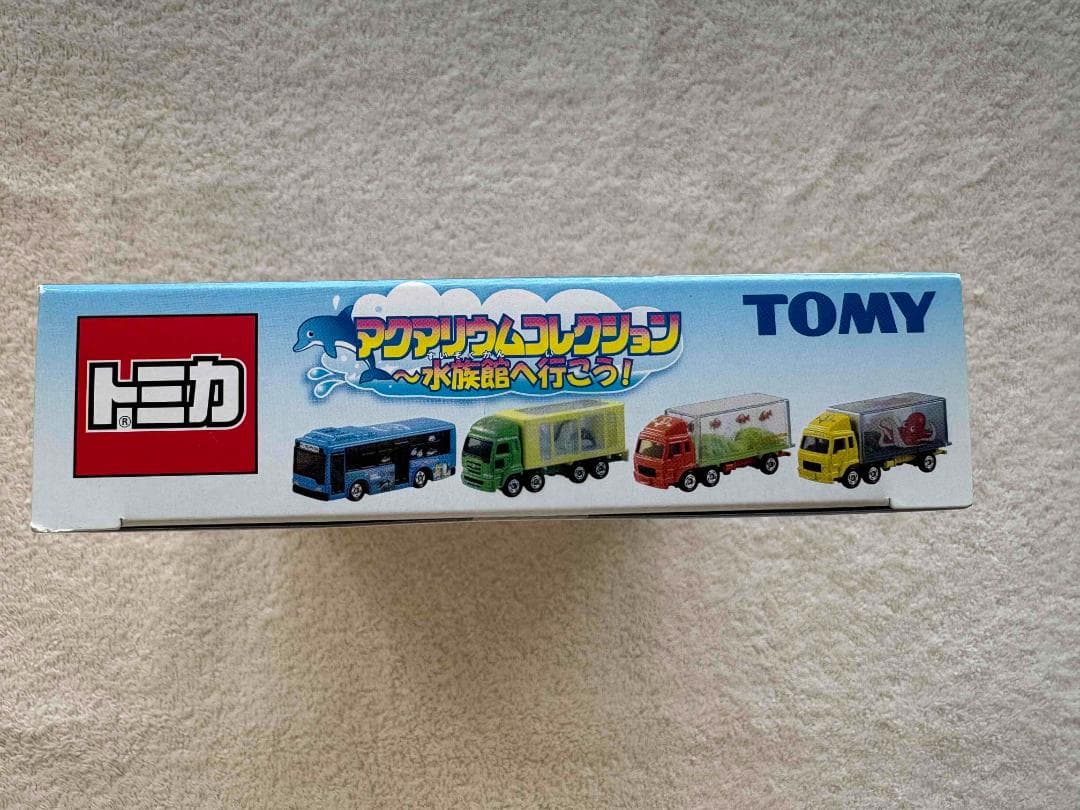 トミカ
®
アクアリウムコレクション
すいぞくかん い
～水族館へ行こう!
TOMY